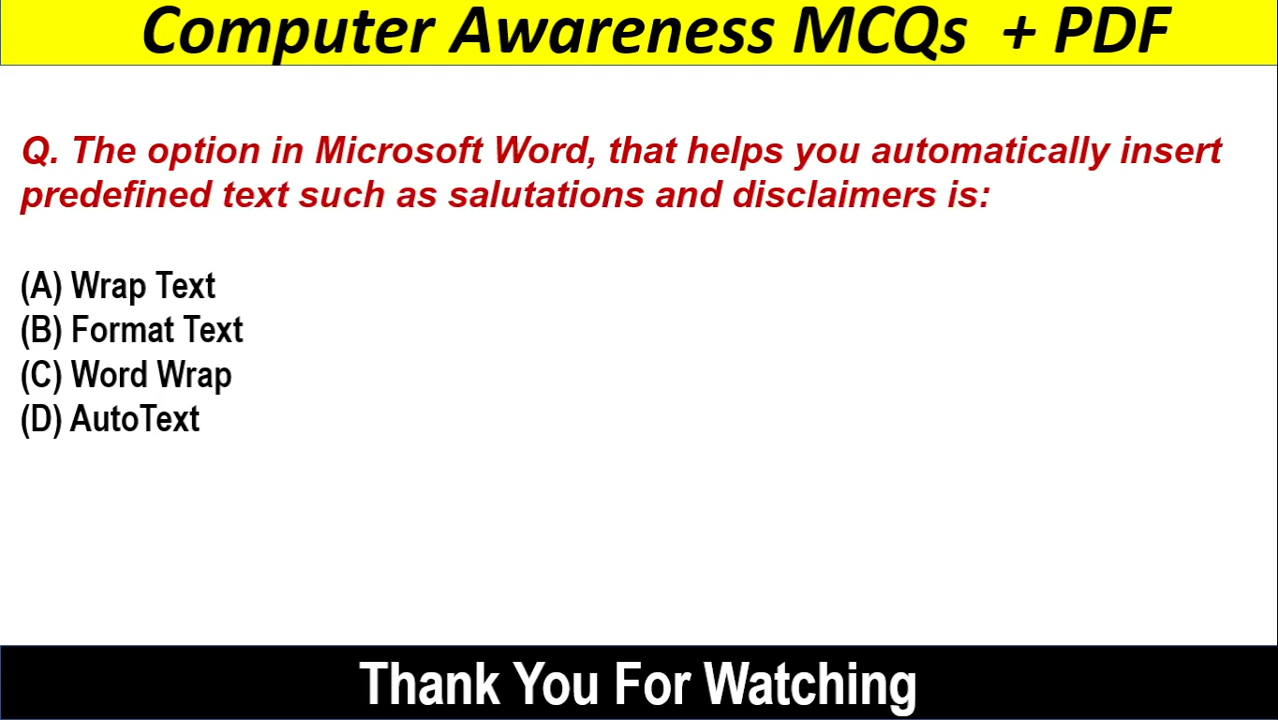 Computer Awareness MCQs + PDF
Q. The option in Microsoft Word, that helps you automatically insert
predefined text such as salutations and disclaimers is:
(A) Wrap Text
(B) Format Text
(C) Word Wrap
(D) AutoText
Thank You For Watching